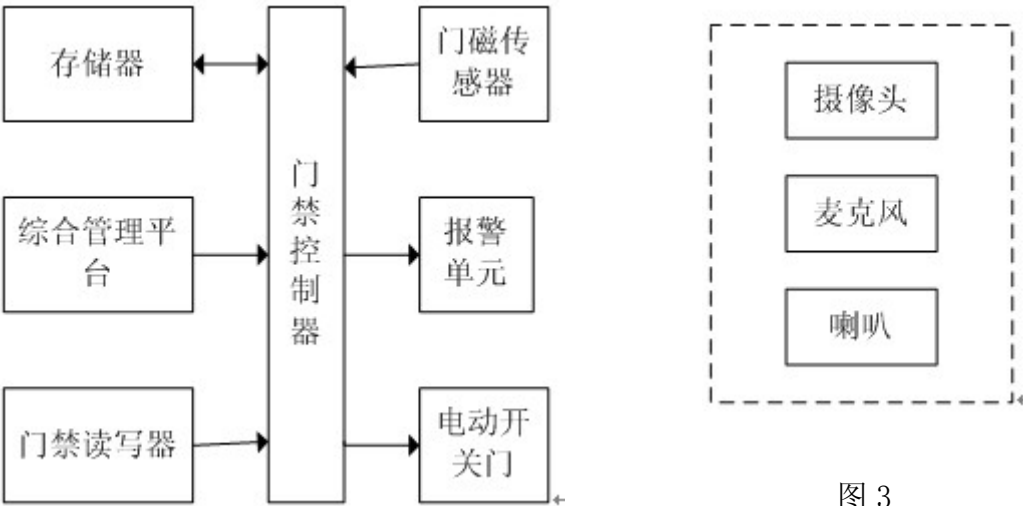 存储器
门磁传
感器
综合管理平
台
门
禁
控
制
器
报警
单元
门禁读写器
电动开
关门
摄像头
麦克风
喇叭
图 3